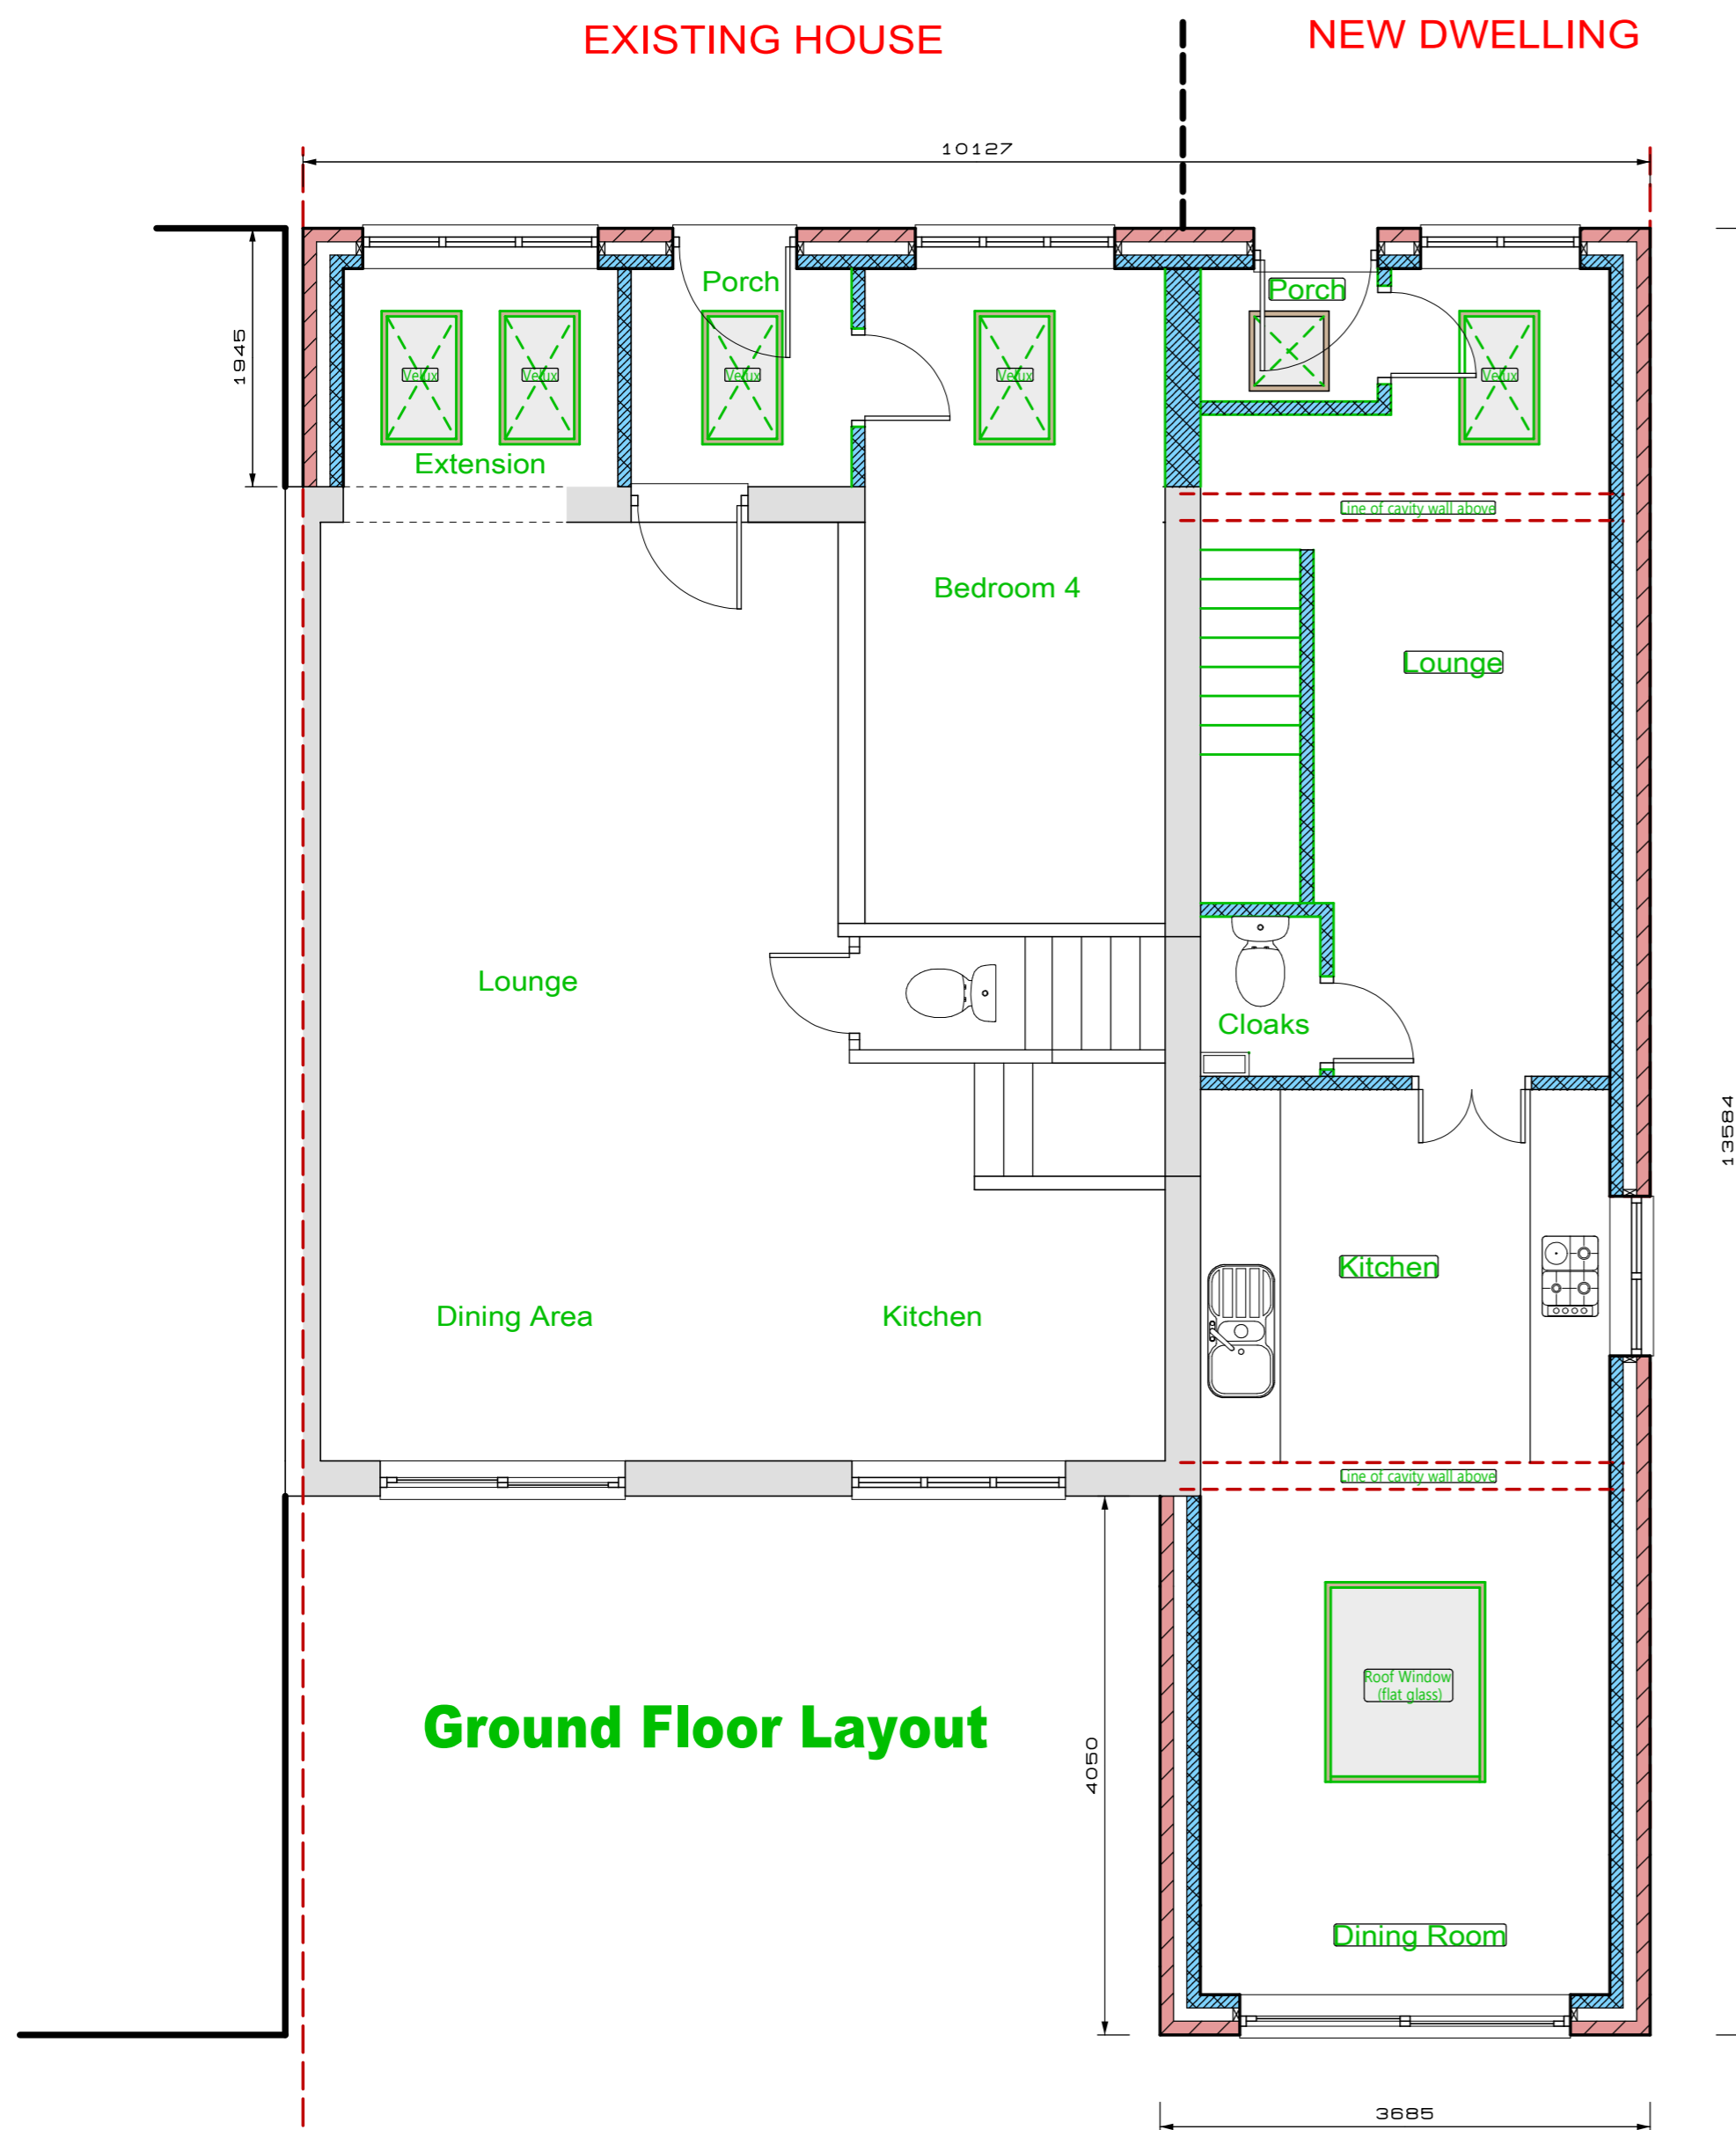 EXISTING HOUSE
NEW DWELLING
10127
Porch
Porch
1945
Velux
Velux
Velux
Velux
Velux
Extension
Line of cavity wall above
Bedroom 4
Lounge
Lounge
Cloaks
13584
Kitchen
Dining Area
Kitchen
Line of cavity wall above
Roof Window
(flat glass)
Ground Floor Layout
4050
Dining Room
3685